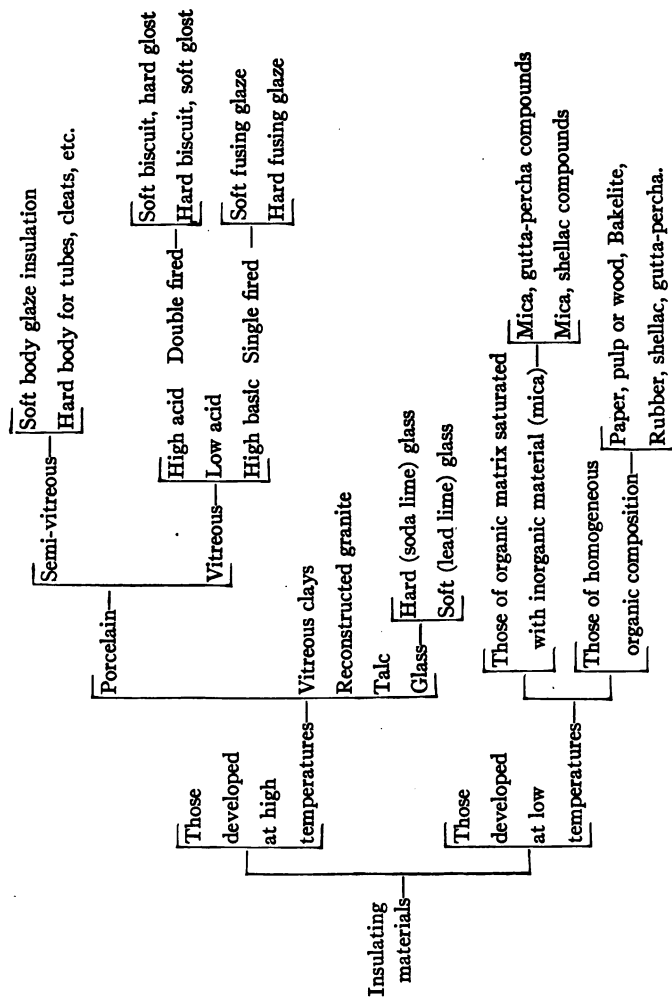 Insulating
materials
Those
developed
at high
temperatures—
Porcelain—
Semi-vitreous—
Soft body glaze insulation
Hard body for tubes, cleats, etc.
Vitreous—
High acid Double fired—
Soft biscuit, hard glost
Hard biscuit, soft glost
Low acid
High basic Single fired—
Soft fusing glaze
Hard fusing glaze
Vitreous clays
Reconstructed granite
Talc
Glass—
Hard (soda lime) glass
Soft (lead lime) glass
Those
developed
at low
temperatures—
Those of organic matrix saturated
with inorganic material (mica)—
Mica, gutta-percha compounds
Mica, shellac compounds
Those of homogeneous
organic composition—
Paper, pulp or wood, Bakelite,
Rubber, shellac, gutta-percha.